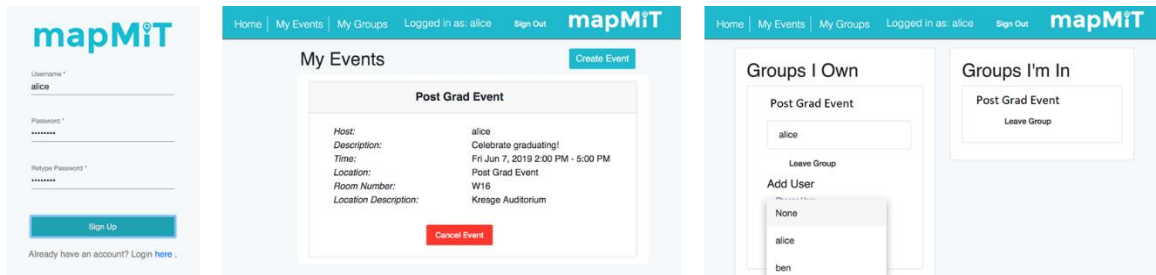 mapMiT
Username *
alice
Password *
••••••••
Retype Password *
••••••••
Sign Up
Already have an account? Login here .
Home | My Events | My Groups Logged in as: alice Sign Out mapMiT
My Events Create Event
Post Grad Event
Host: alice
Description: Celebrate graduating!
Time: Fri Jun 7, 2019 2:00 PM - 5:00 PM
Location: Post Grad Event
Room Number: W16
Location Description: Kresge Auditorium
Cancel Event
Home | My Events | My Groups Logged in as: alice Sign Out mapMiT
Groups I Own
Post Grad Event
alice
Leave Group
Add User
None
alice
ben
Groups I'm In
Post Grad Event
Leave Group